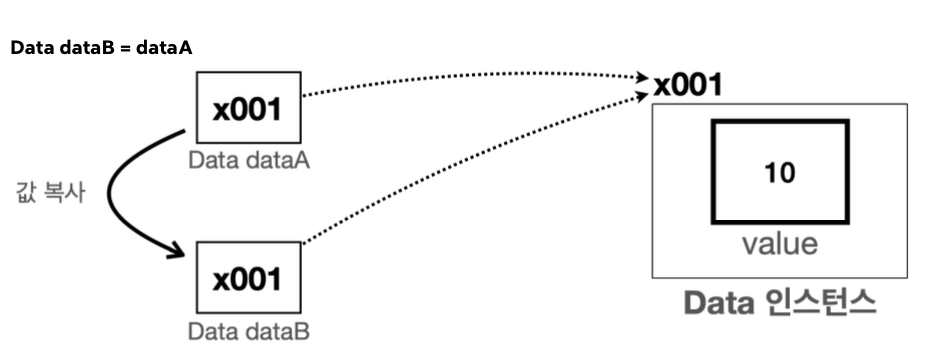 Data dataB = dataA
x001
Data dataA
값 복사
x001
Data dataB
x001
10
value
Data 인스턴스